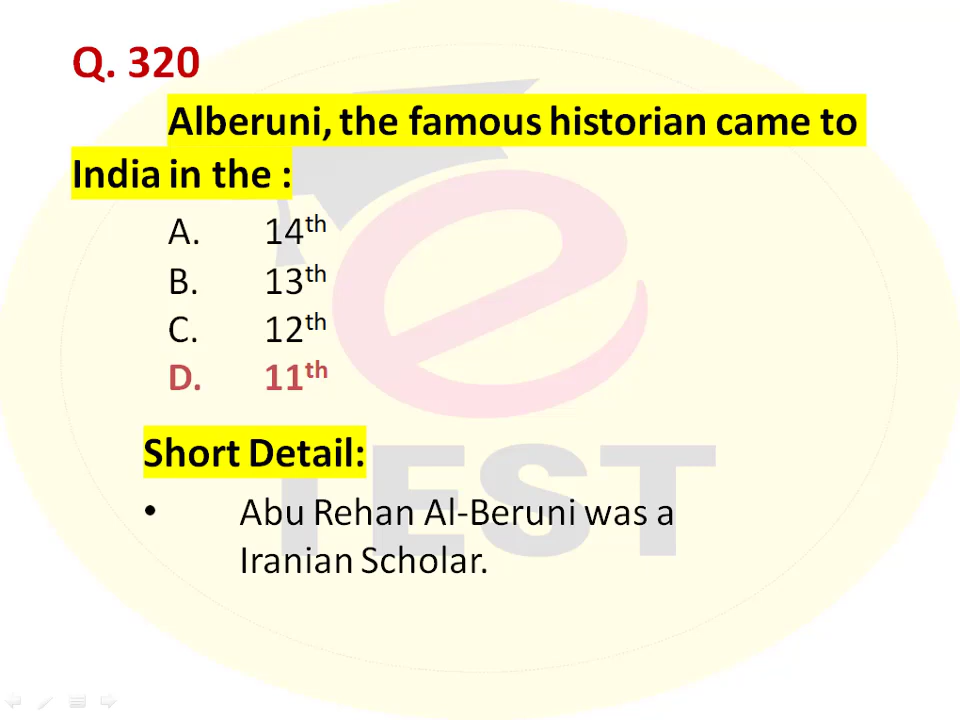 Q. 320
Alberuni, the famous historian came to
India in the :
A. 14th
B. 13th
C. 12th
D. 11th
Short Detail:
• Abu Rehan Al-Beruni was a
Iranian Scholar.
e
TEST